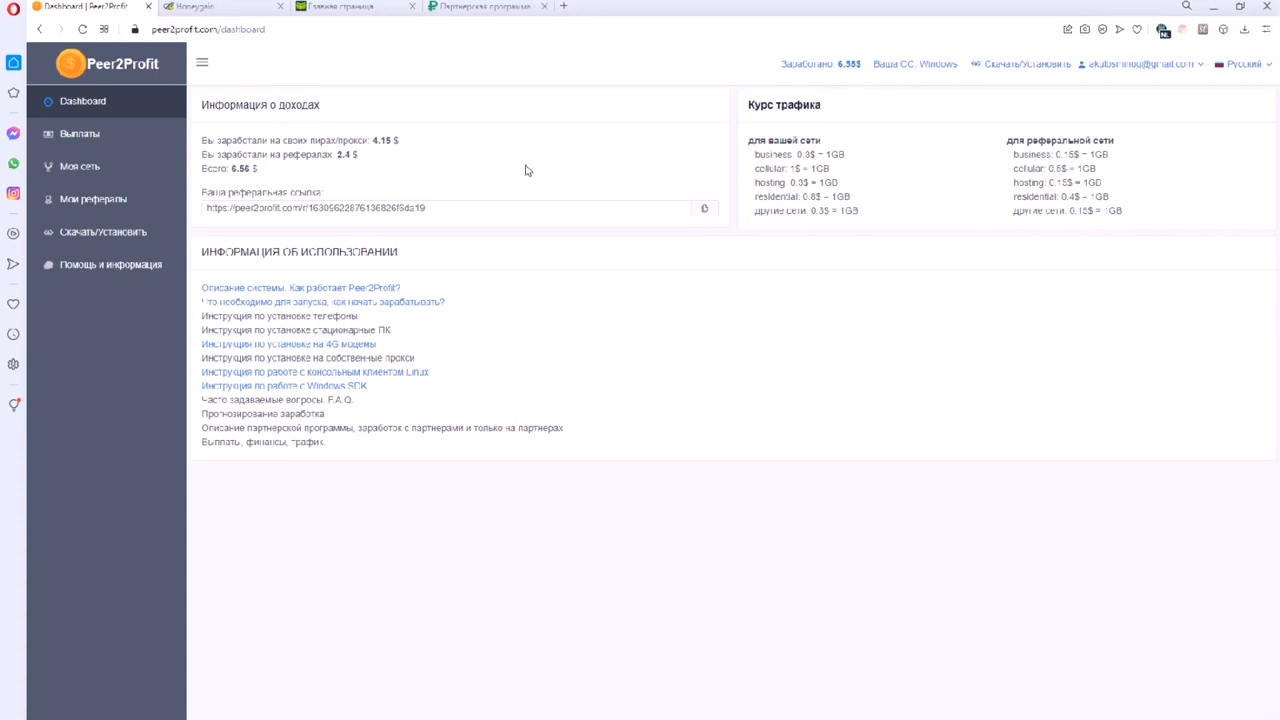 Dashboard | Peer2Profit
Honeygain
Главная страница
Партнерская программа
peer2profit.com/dashboard
Peer2Profit
Заработано: 6.56$
Ваша ОС: Windows
Скачать/Установить
akulosminog@gmail.com
Русский
Dashboard
Выплаты
Моя сеть
Мои рефералы
Скачать/Установить
Помощь и информация
Информация о доходах
Вы заработали на своих пирах/прокси: 4.15 $
Вы заработали на рефералах: 2.4 $
Всего: 6.56 $
Ваша реферальная ссылка:
Курс трафика
для вашей сети
business: 0.3$ = 1GB
cellular: 1$ = 1GB
hosting: 0.3$ = 1GB
residential: 0.8$ = 1GB
другие сети: 0.3$ = 1GB
для реферальной сети
business: 0.15$ = 1GB
cellular: 0.5$ = 1GB
hosting: 0.15$ = 1GB
residential: 0.4$ = 1GB
другие сети: 0.15$ = 1GB
ИНФОРМАЦИЯ ОБ ИСПОЛЬЗОВАНИИ
Описание системы. Как работает Peer2Profit?
Что необходимо для запуска, как начать зарабатывать?
Инструкция по установке телефоны
Инструкция по установке стационарные ПК
Инструкция по установке на 4G модемы
Инструкция по установке на собственные прокси
Инструкция по работе с консольным клиентом Linux
Инструкция по работе с Windows SDK
Часто задаваемые вопросы. F.A.Q.
Прогнозирование заработка
Описание партнерской программы, заработок с партнерами и только на партнерах
Выплаты, финансы, трафик.